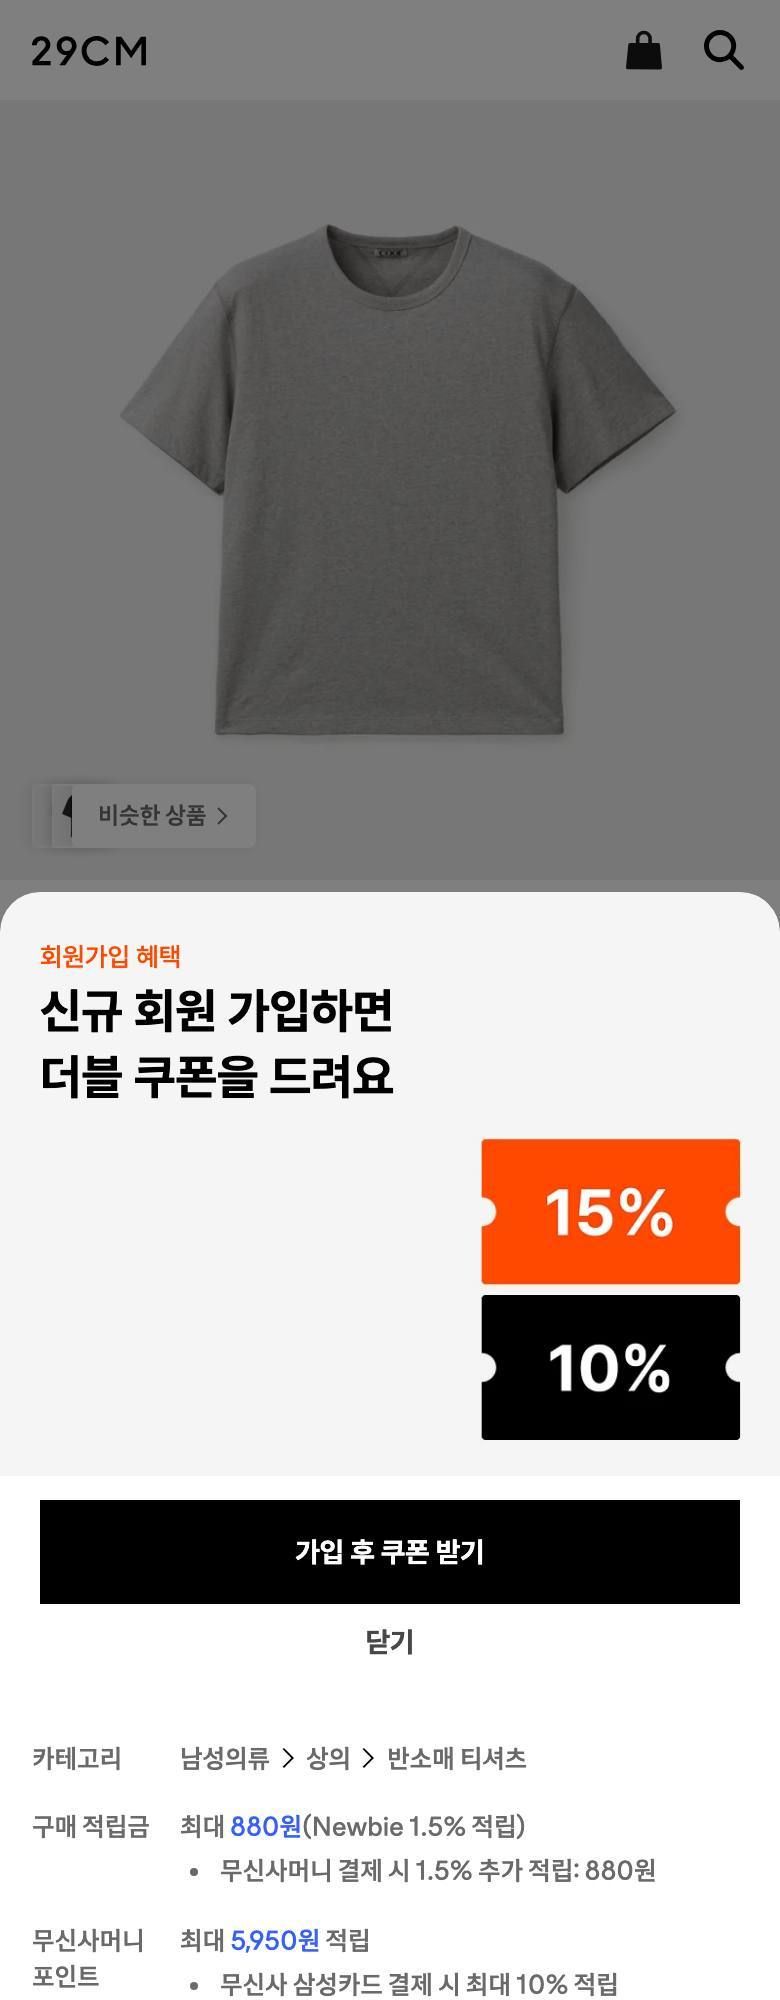 29CM
비슷한 상품
회원가입 혜택
신규 회원 가입하면
더블 쿠폰을 드려요
15%
10%
가입 후 쿠폰 받기
닫기
카테고리 남성의류 > 상의 > 반소매 티셔츠
구매 적립금 최대 880원(Newbie 1.5% 적립)
• 무신사머니 결제 시 1.5% 추가 적립: 880원
무신사머니 포인트 최대 5,950원 적립
• 무신사 삼성카드 결제 시 최대 10% 적립